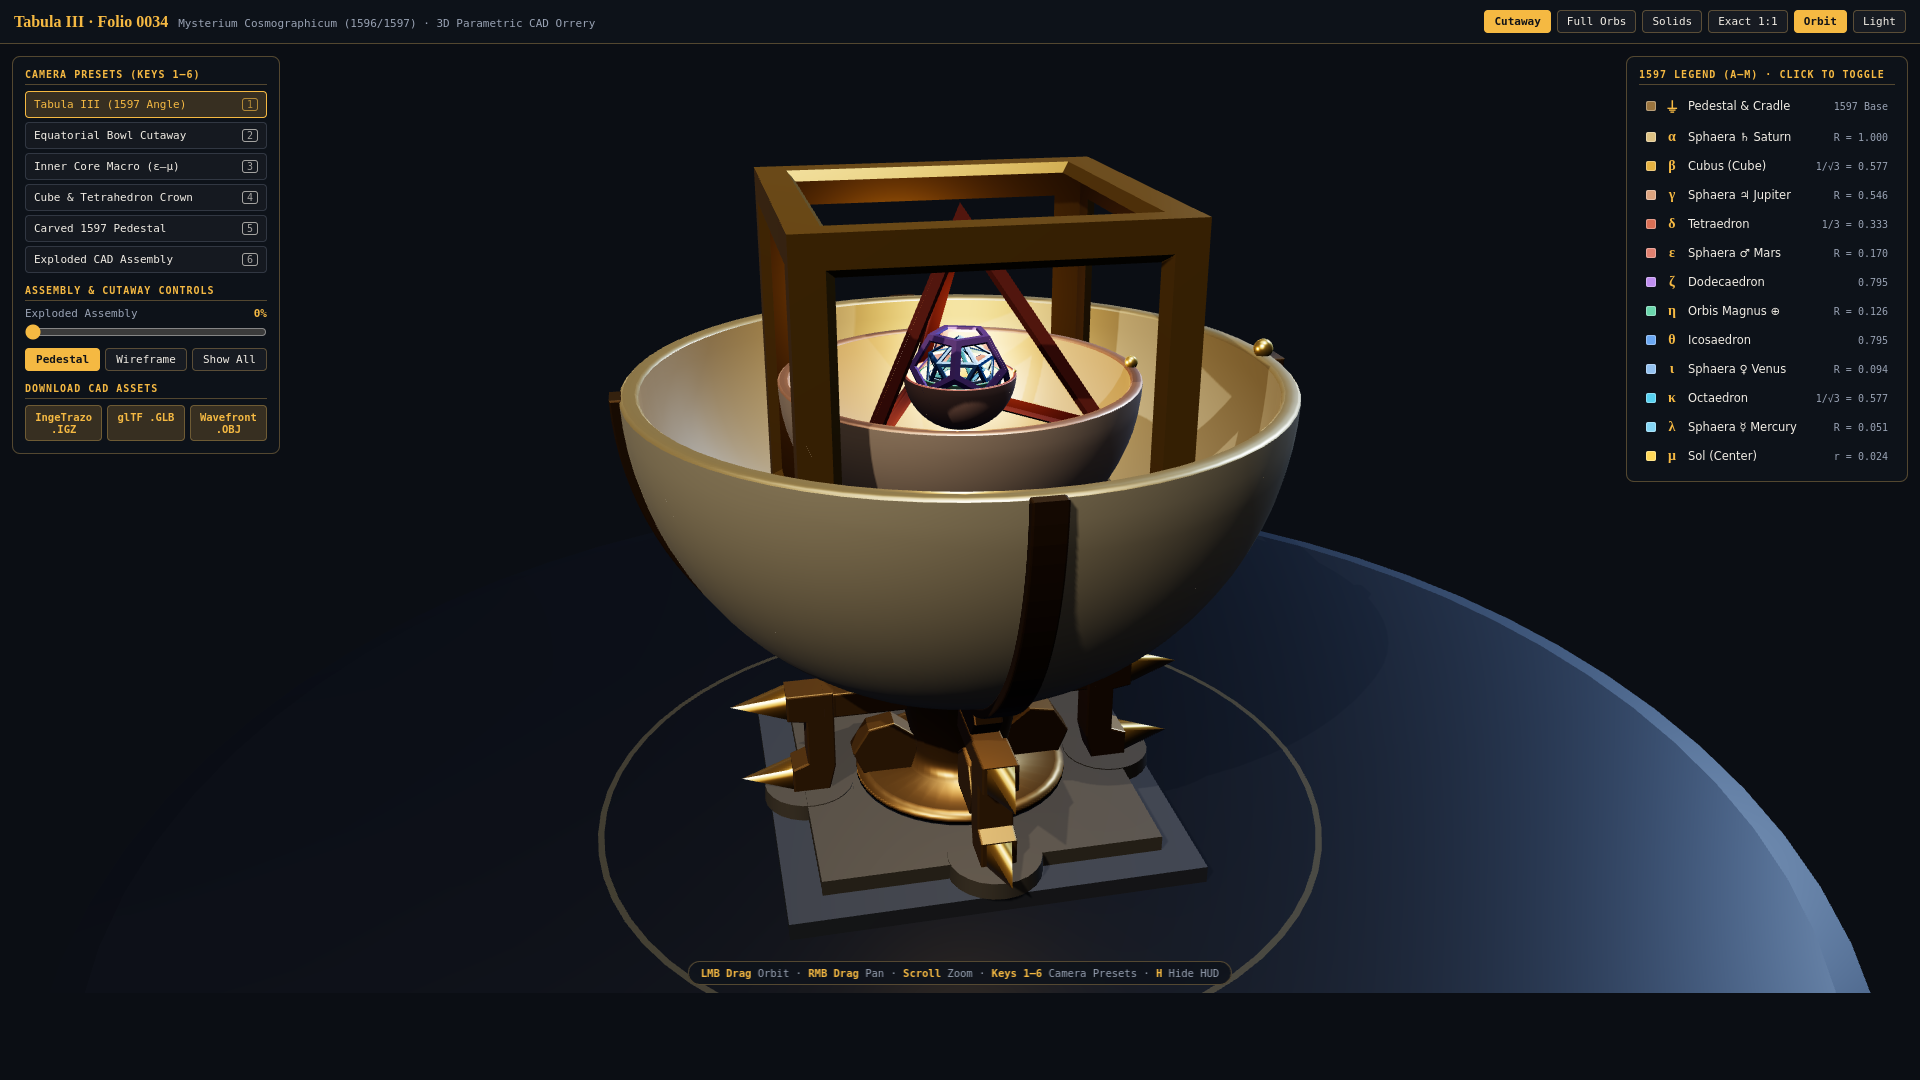 Tabula III · Folio 0034 Mysterium Cosmographicum (1596/1597) · 3D Parametric CAD Orrery
Cutaway Full Orbs Solids Exact 1:1 Orbit Light
CAMERA PRESETS (KEYS 1–6)
Tabula III (1597 Angle) 1
Equatorial Bowl Cutaway 2
Inner Core Macro (ε–μ) 3
Cube & Tetrahedron Crown 4
Carved 1597 Pedestal 5
Exploded CAD Assembly 6
ASSEMBLY & CUTAWAY CONTROLS
Exploded Assembly 0%
Pedestal Wireframe Show All
DOWNLOAD CAD ASSETS
IngeTrazo .IGZ
glTF .GLB
Wavefront .OBJ
1597 LEGEND (A–M) · CLICK TO TOGGLE
⏚ Pedestal & Cradle 1597 Base
α Sphaera ♄ Saturn R = 1.000
β Cubus (Cube) 1/√3 = 0.577
γ Sphaera ♃ Jupiter R = 0.546
δ Tetraedron 1/3 = 0.333
ε Sphaera ♂ Mars R = 0.170
ζ Dodecaedron 0.795
η Orbis Magnus ⊕ R = 0.126
θ Icosaedron 0.795
ι Sphaera ♀ Venus R = 0.094
κ Octaedron 1/√3 = 0.577
λ Sphaera ☿ Mercury R = 0.051
μ Sol (Center) r = 0.024
LMB Drag Orbit · RMB Drag Pan · Scroll Zoom · Keys 1–6 Camera Presets · H Hide HUD